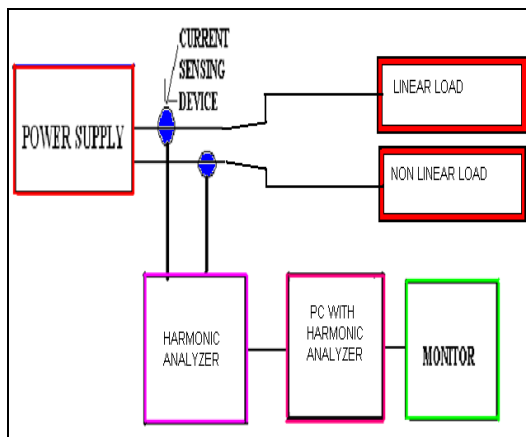 CURRENT
SENSING
DEVICE
POWER SUPPLY
LINEAR LOAD
NON LINEAR LOAD
HARMONIC
ANALYZER
PC WITH
HARMONIC
ANALYZER
MONITOR